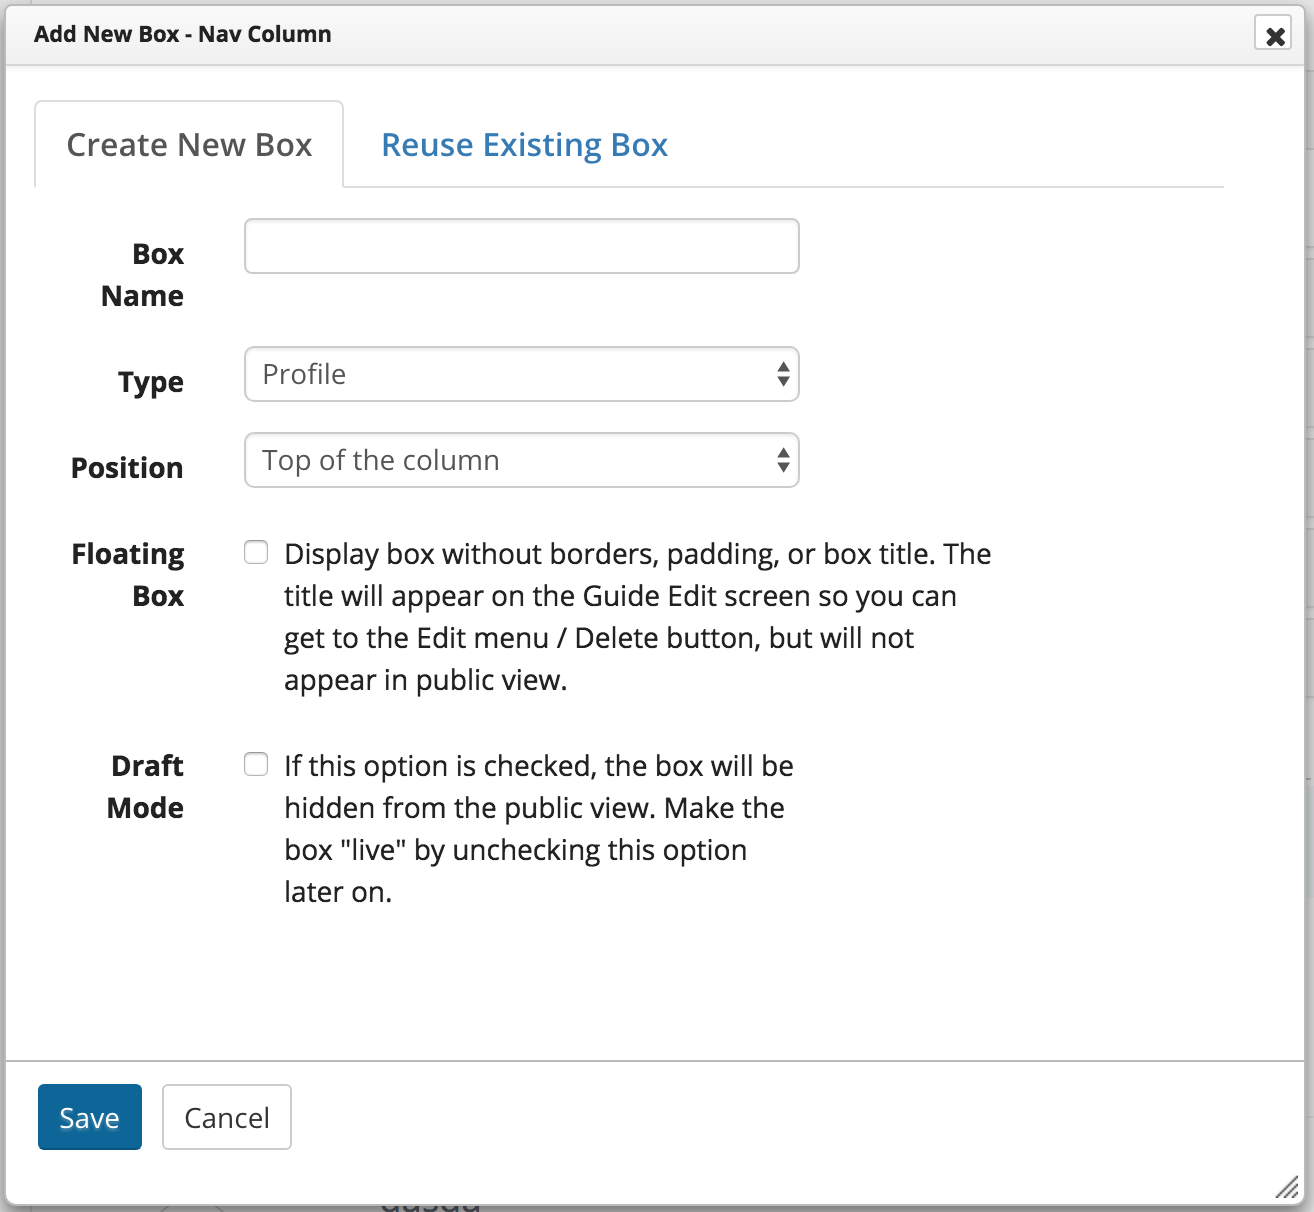 Add New Box - Nav Column
Create New Box
Reuse Existing Box
Box
Name
Type
Profile
Position
Top of the column
Floating
Box
Display box without borders, padding, or box title. The
title will appear on the Guide Edit screen so you can
get to the Edit menu / Delete button, but will not
appear in public view.
Draft
Mode
If this option is checked, the box will be
hidden from the public view. Make the
box "live" by unchecking this option
later on.
Save
Cancel